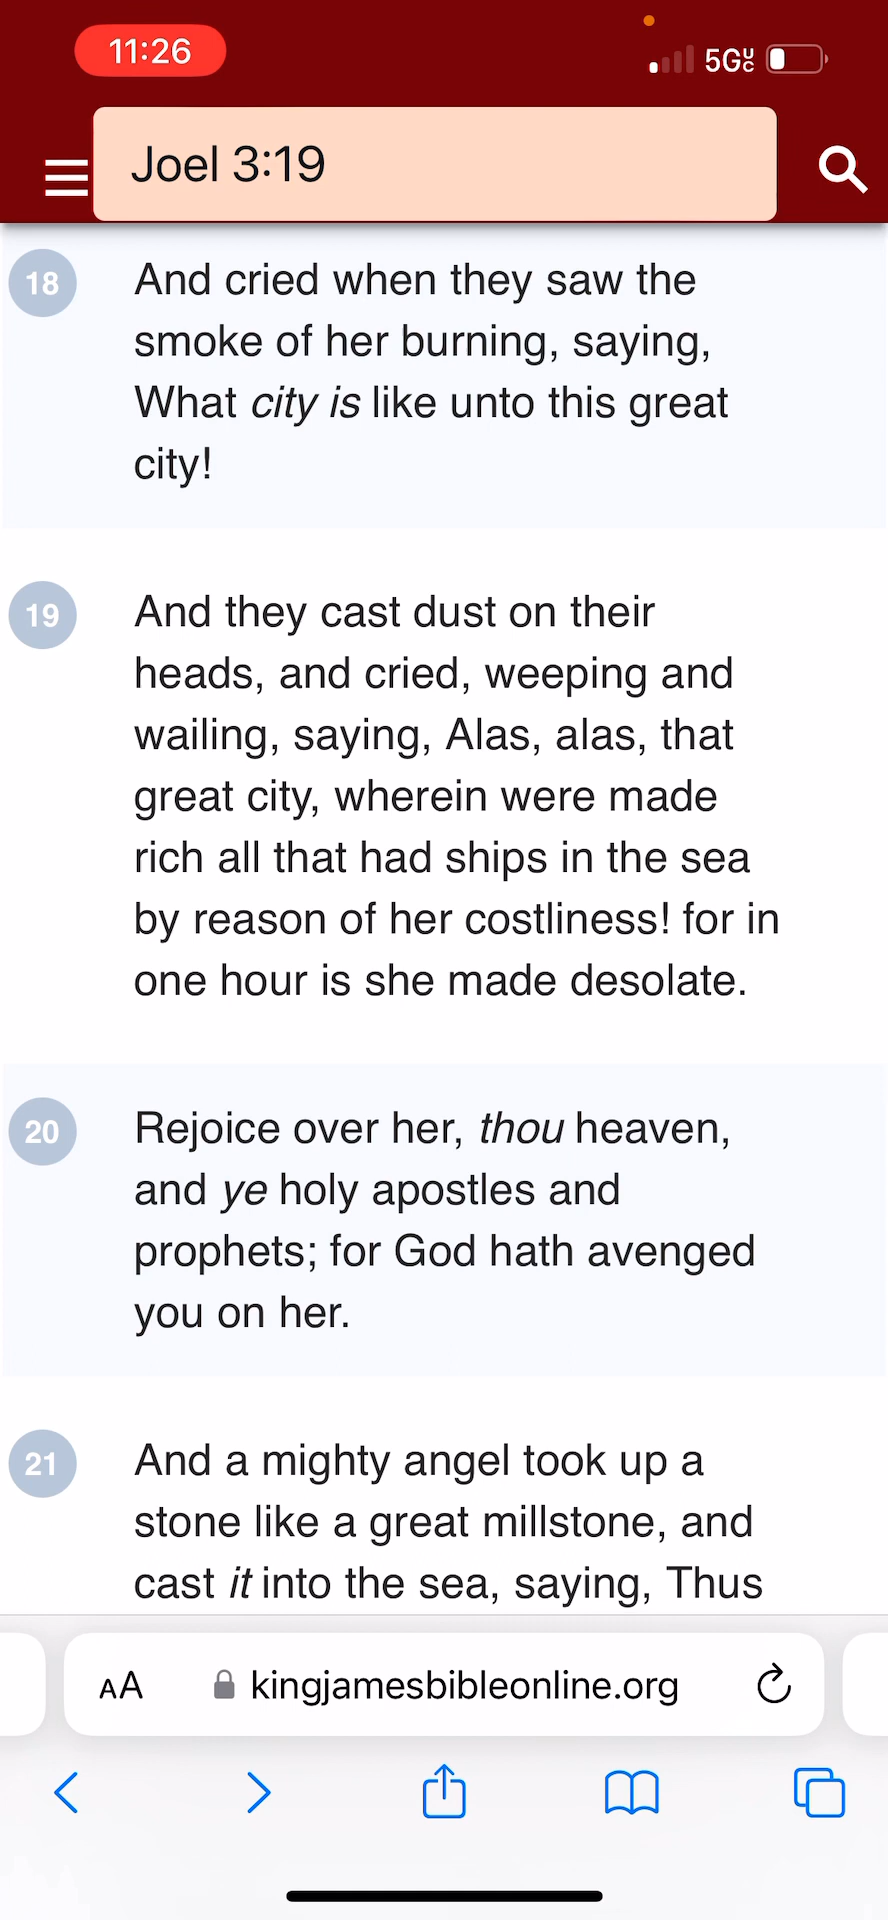 11:26
5GUC
Joel 3:19
18
And cried when they saw the
smoke of her burning, saying,
What city is like unto this great
city!
19
And they cast dust on their
heads, and cried, weeping and
wailing, saying, Alas, alas, that
great city, wherein were made
rich all that had ships in the sea
by reason of her costliness! for in
one hour is she made desolate.
20
Rejoice over her, thou heaven,
and ye holy apostles and
prophets; for God hath avenged
you on her.
21
And a mighty angel took up a
stone like a great millstone, and
cast it into the sea, saying, Thus
AA kingjamesbibleonline.org